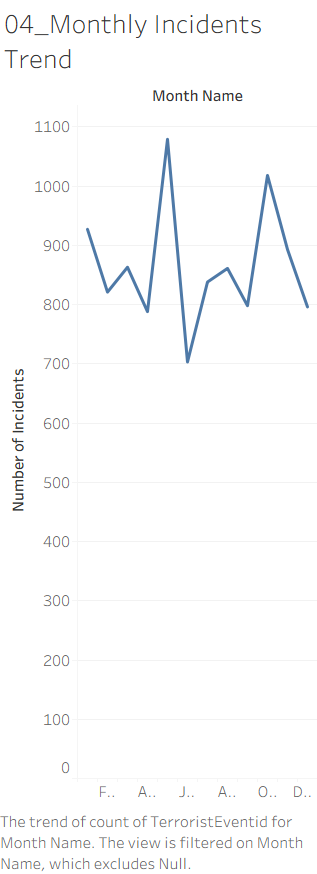 04_Monthly Incidents
Trend
Month Name
1100
1000
900
800
700
600
500
400
300
200
100
0
Number of Incidents
F.. A.. J.. A.. O.. D..
The trend of count of TerroristEventid for
Month Name. The view is filtered on Month
Name, which excludes Null.